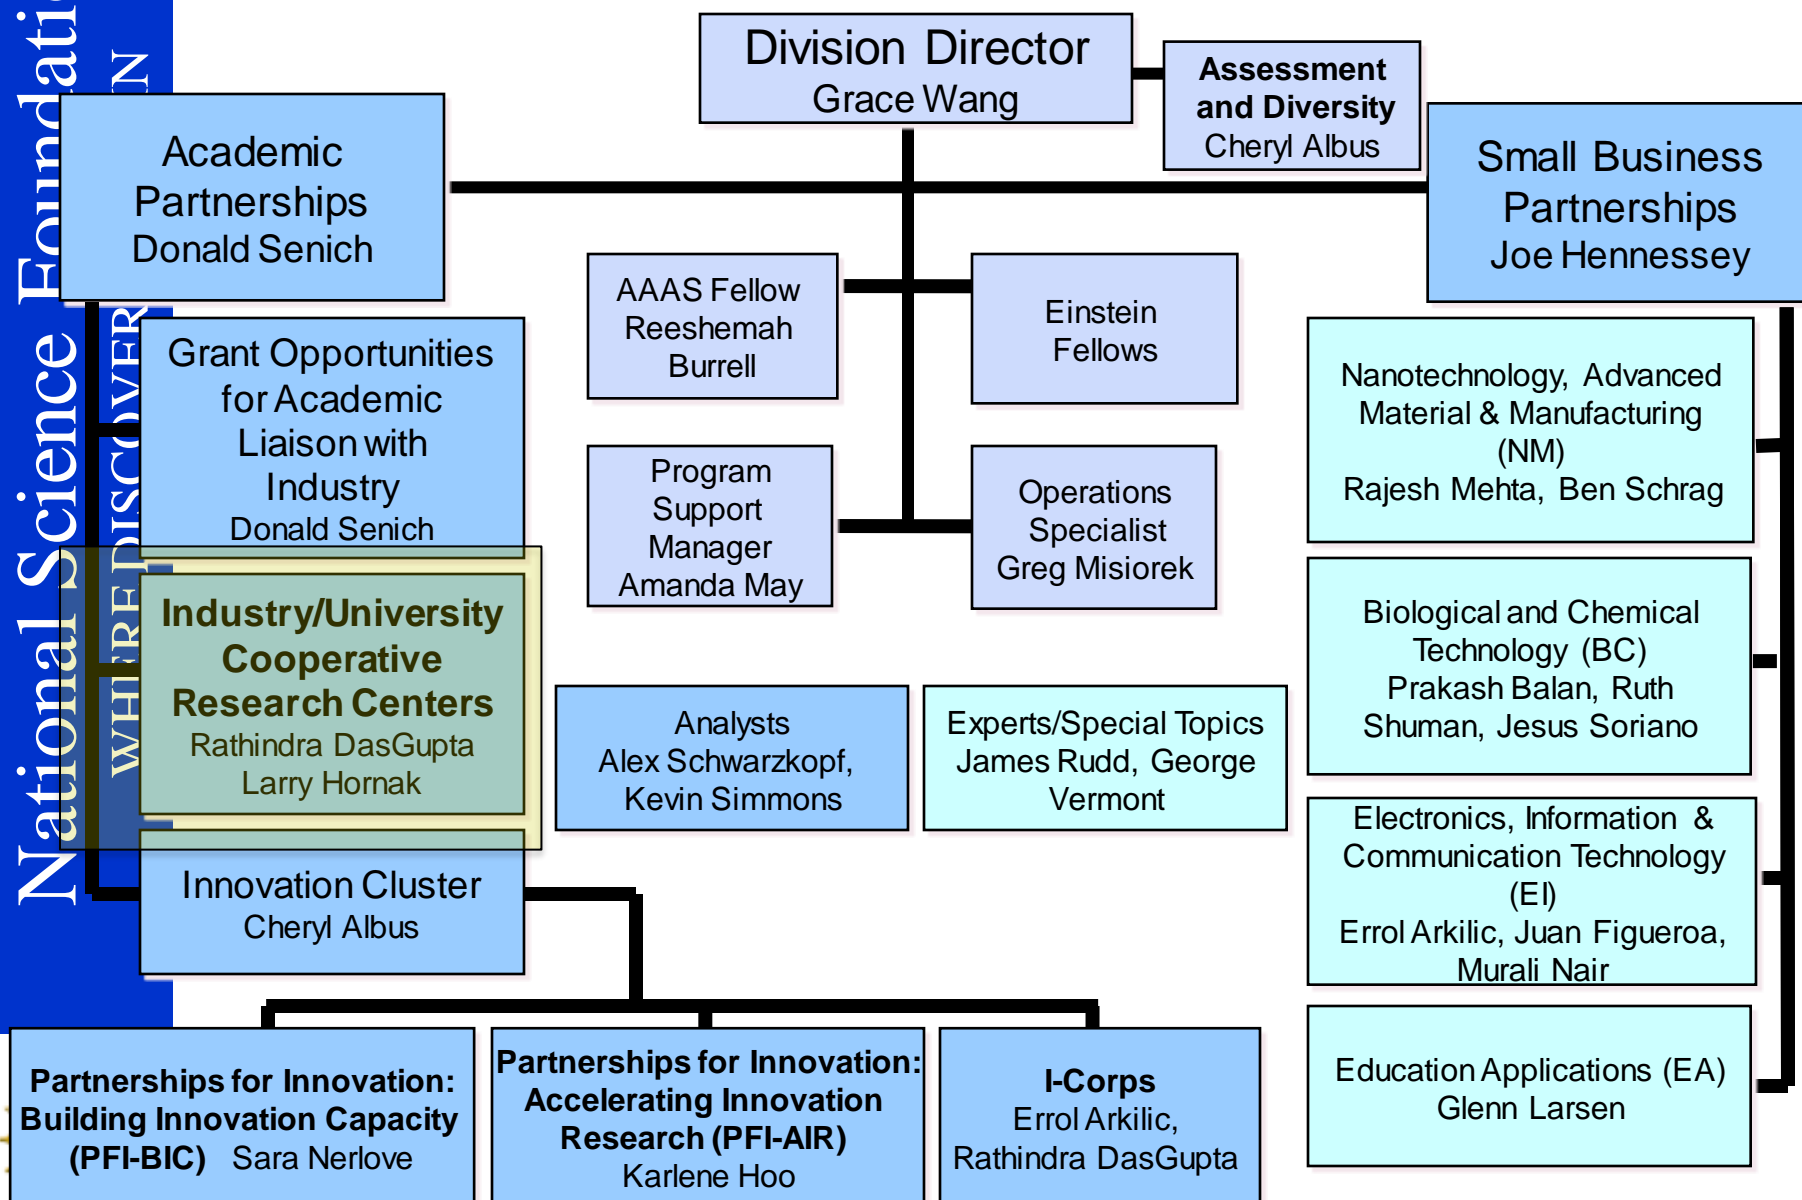 National Science Foundatio
WHERE DISCOVER
IN
Division Director
Grace Wang
Assessment
and Diversity
Cheryl Albus
Academic
Partnerships
Donald Senich
Small Business
Partnerships
Joe Hennessey
AAAS Fellow
Reeshemah
Burrell
Einstein
Fellows
Program
Support
Manager
Amanda May
Operations
Specialist
Greg Misiorek
Grant Opportunities
for Academic
Liaison with
Industry
Donald Senich
Industry/University
Cooperative
Research Centers
Rathindra DasGupta
Larry Hornak
Innovation Cluster
Cheryl Albus
Analysts
Alex Schwarzkopf,
Kevin Simmons
Experts/Special Topics
James Rudd, George
Vermont
Nanotechnology, Advanced
Material & Manufacturing
(NM)
Rajesh Mehta, Ben Schrag
Biological and Chemical
Technology (BC)
Prakash Balan, Ruth
Shuman, Jesus Soriano
Electronics, Information &
Communication Technology
(EI)
Errol Arkilic, Juan Figueroa,
Murali Nair
Education Applications (EA)
Glenn Larsen
Partnerships for Innovation:
Building Innovation Capacity
(PFI-BIC) Sara Nerlove
Partnerships for Innovation:
Accelerating Innovation
Research (PFI-AIR)
Karlene Hoo
I-Corps
Errol Arkilic,
Rathindra DasGupta